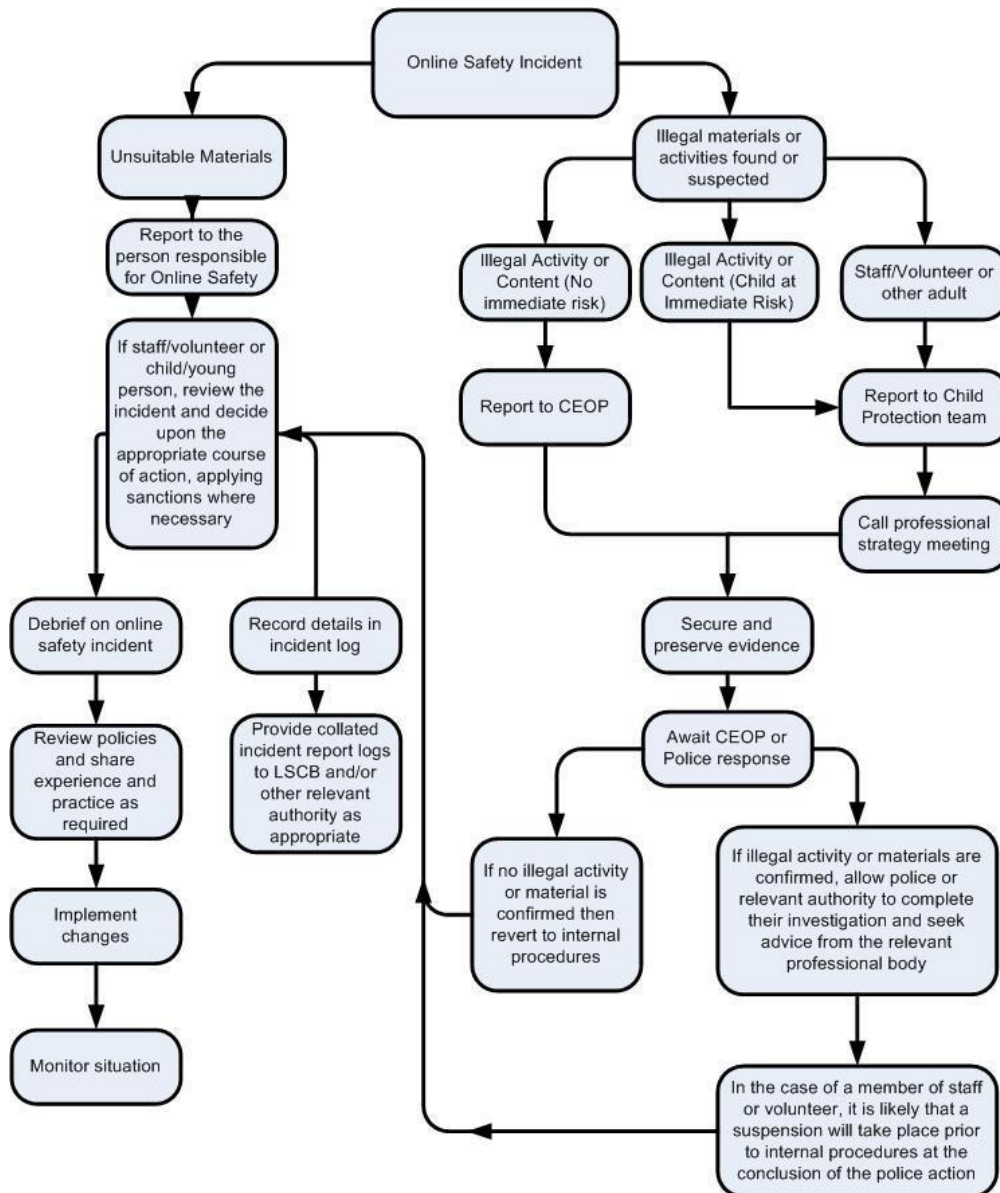 Online Safety Incident
Unsuitable Materials
Report to the
person responsible
for Online Safety
If staff/volunteer or
child/young
person, review the
incident and decide
upon the
appropriate course
of action, applying
sanctions where
necessary
Debrief on online
safety incident
Review policies
and share
experience and
practice as
required
Implement
changes
Monitor situation
Record details in
incident log
Provide collated
incident report logs
to LSCB and/or
other relevant
authority as
appropriate
Illegal materials or
activities found or
suspected
Illegal Activity or
Content (No
immediate risk)
Illegal Activity or
Content (Child at
Immediate Risk)
Staff/Volunteer or
other adult
Report to CEOP
Report to Child
Protection team
Call professional
strategy meeting
Secure and
preserve evidence
Await CEOP or
Police response
If no illegal activity
or material is
confirmed then
revert to internal
procedures
If illegal activity or materials are
confirmed, allow police or
relevant authority to complete
their investigation and seek
advice from the relevant
professional body
In the case of a member of staff
or volunteer, it is likely that a
suspension will take place prior
to internal procedures at the
conclusion of the police action